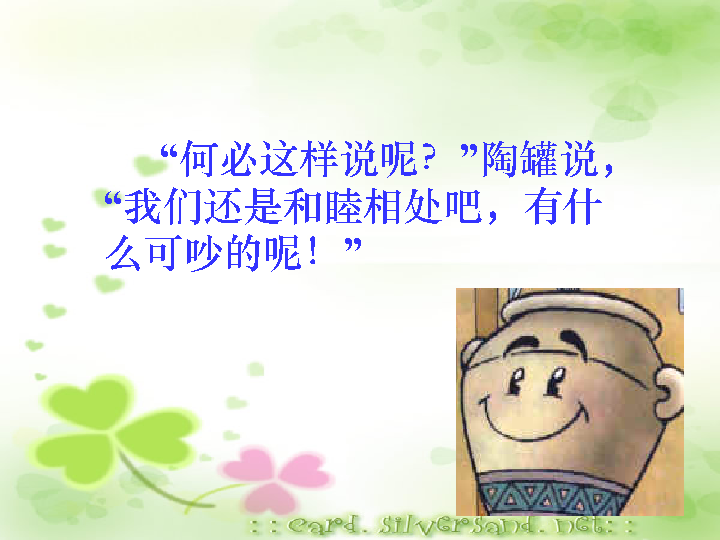 “何必这样说呢？”陶罐说，
“我们还是和睦相处吧，有什
么可吵的呢！”
::card.silversand.net::